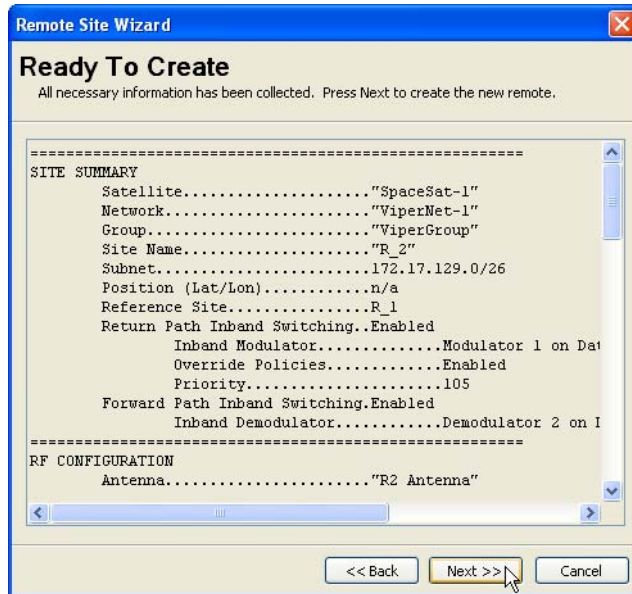 Remote Site Wizard
Ready To Create
All necessary information has been collected. Press Next to create the new remote.
=======================================================
SITE SUMMARY
Satellite....................."SpaceSat-1"
Network......................."ViperNet-1"
Group........................."ViperGroup"
Site Name....................."R_2"
Subnet........................172.17.129.0/26
Position (Lat/Lon)............n/a
Reference Site................R_1
Return Path Inband Switching..Enabled
Inband Modulator..............Modulator 1 on Dat
Override Policies.............Enabled
Priority......................105
Forward Path Inband Switching.Enabled
Inband Demodulator............Demodulator 2 on
=======================================================
RF CONFIGURATION
Antenna......................."R2 Antenna"
<< Back
Next >>
Cancel